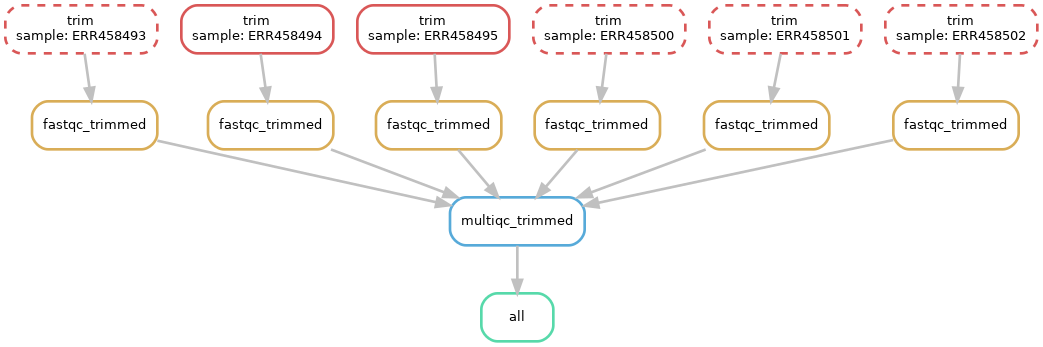 trim
sample: ERR458493
trim
sample: ERR458494
trim
sample: ERR458495
trim
sample: ERR458500
trim
sample: ERR458501
trim
sample: ERR458502
fastqc_trimmed
fastqc_trimmed
fastqc_trimmed
fastqc_trimmed
fastqc_trimmed
fastqc_trimmed
multiqc_trimmed
all